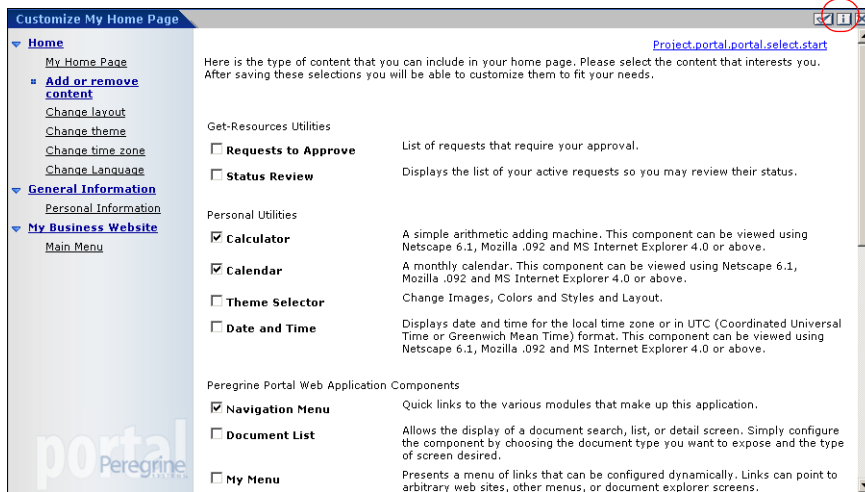 Customize My Home Page
Home
My Home Page
Add or remove
content
Change layout
Change theme
Change time zone
Change Language
General Information
Personal Information
My Business Website
Main Menu
portal
Peregrine
Project.portal.portal.select.start
Here is the type of content that you can include in your home page. Please select the content that interests you.
After saving these selections you will be able to customize them to fit your needs.
Get-Resources Utilities
Requests to Approve List of requests that require your approval.
Status Review Displays the list of your active requests so you may review their status.
Personal Utilities
Calculator A simple arithmetic adding machine. This component can be viewed using
Netscape 6.1, Mozilla .092 and MS Internet Explorer 4.0 or above.
Calendar A monthly calendar. This component can be viewed using Netscape 6.1,
Mozilla .092 and MS Internet Explorer 4.0 or above.
Theme Selector Change Images, Colors and Styles and Layout.
Date and Time Displays date and time for the local time zone or in UTC (Coordinated Universal
Time or Greenwich Mean Time) format. This component can be viewed using
Netscape 6.1, Mozilla .092 and MS Internet Explorer 4.0 or above.
Peregrine Portal Web Application Components
Navigation Menu Quick links to the various modules that make up this application.
Document List Allows the display of a document search, list, or detail screen. Simply configure
the component by choosing the document type you want to expose and the type
of screen desired.
My Menu Presents a menu of links that can be configured dynamically. Links can point to
arbitrary web sites, other menus, or document explorer screens.